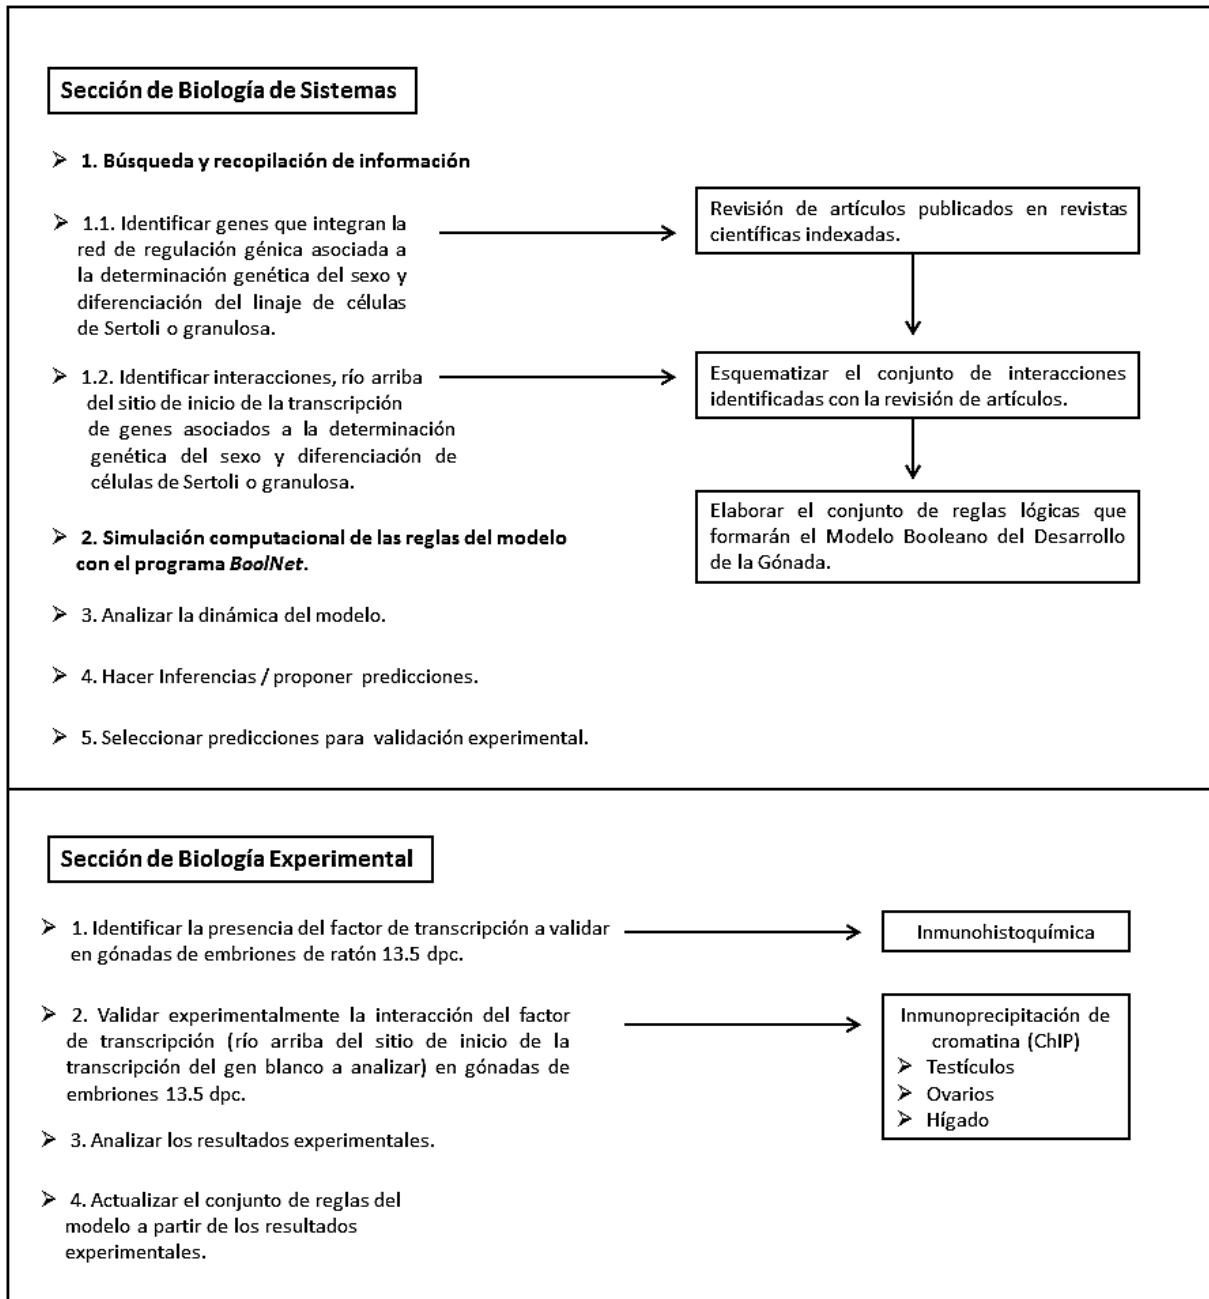 Sección de Biología de Sistemas
➢ 1. Búsqueda y recopilación de información
➢ 1.1. Identificar genes que integran la
red de regulación génica asociada a
la determinación genética del sexo y
diferenciación del linaje de células
de Sertoli o granulosa.
Revisión de artículos publicados en revistas
científicas indexadas.
➢ 1.2. Identificar interacciones, río arriba
del sitio de inicio de la transcripción
de genes asociados a la determinación
genética del sexo y diferenciación de
células de Sertoli o granulosa.
Esquematizar el conjunto de interacciones
identificadas con la revisión de artículos.
Elaborar el conjunto de reglas lógicas que
formarán el Modelo Booleano del Desarrollo
de la Gónada.
➢ 2. Simulación computacional de las reglas del modelo
con el programa BoolNet.
➢ 3. Analizar la dinámica del modelo.
➢ 4. Hacer Inferencias / proponer predicciones.
➢ 5. Seleccionar predicciones para validación experimental.
Sección de Biología Experimental
➢ 1. Identificar la presencia del factor de transcripción a validar
en gónadas de embriones de ratón 13.5 dpc.
Inmunohistoquímica
➢ 2. Validar experimentalmente la interacción del factor
de transcripción (río arriba del sitio de inicio de la
transcripción del gen blanco a analizar) en gónadas de
embriones 13.5 dpc.
Inmunoprecipitación de
cromatina (ChIP)
➢ Testículos
➢ Ovarios
➢ Hígado
➢ 3. Analizar los resultados experimentales.
➢ 4. Actualizar el conjunto de reglas del
modelo a partir de los resultados
experimentales.